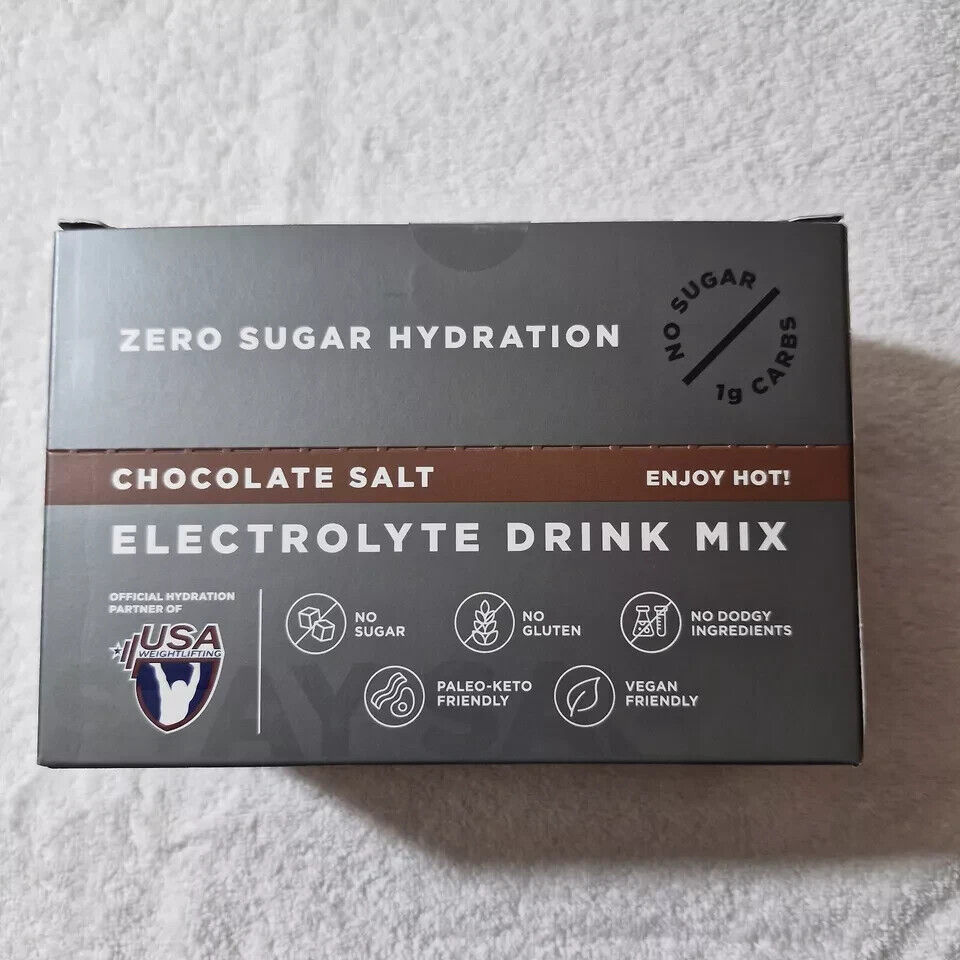 ZERO SUGAR HYDRATION
NO SUGAR
1g CARBS
CHOCOLATE SALT
ENJOY HOT!
ELECTROLYTE DRINK MIX
OFFICIAL HYDRATION
PARTNER OF
USA
WEIGHTLIFTING
NO
SUGAR
NO
GLUTEN
NO DODGY
INGREDIENTS
PALEO-KETO
FRIENDLY
VEGAN
FRIENDLY